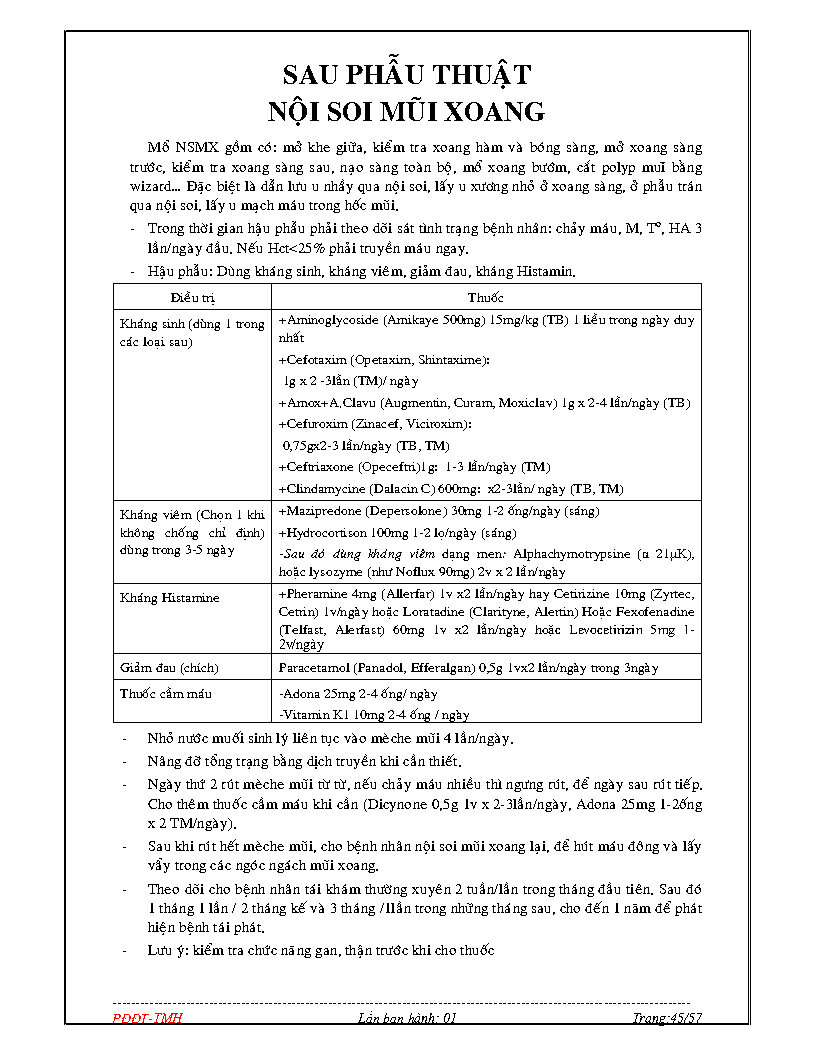 SAU PHẪU THUẬT
NỘI SOI MŨI XOANG
Mổ NSMX gồm có: mở khe giữa, kiểm tra xoang hàm và bóng sàng, mở xoang sàng
trước, kiểm tra xoang sàng sau, nạo sàng toàn bộ, mổ xoang bướm, cắt polyp muĩ bằng
wizard... Đặc biệt là dẫn lưu u nhầy qua nội soi, lấy u xương nhỏ ở xoang sàng, ở phẫu trán
qua nội soi, lấy u mạch máu trong hốc mũi.
- Trong thời gian hậu phẫu phải theo dõi sát tình trạng bệnh nhân: chảy máu, M, T°, HA 3
lần/ngày đầu. Nếu Hct<25% phải truyền máu ngay.
- Hậu phẫu: Dùng kháng sinh, kháng viêm, giảm đau, kháng Histamin.
Điều trị Thuốc
Kháng sinh (dùng 1 trong
các loại sau)
+Aminoglycoside (Amikaye 500mg) 15mg/kg (TB) 1 liều trong ngày duy
nhất
+Cefotaxim (Opetaxim, Shintaxime):
1g x 2 -3lần (TM)/ ngày
+Amox+A.Clavu (Augmentin, Curam, Moxiclav) 1g x 2-4 lần/ngày (TB)
+Cefuroxim (Zinacef, Viciroxim):
0,75gx2-3 lần/ngày (TB, TM)
+Ceftriaxone (Opeceftri)1g: 1-3 lần/ngày (TM)
+Clindamycine (Dalacin C) 600mg: x2-3lần/ ngày (TB, TM)
Kháng viêm (Chọn 1 khi
không chống chỉ định)
dùng trong 3-5 ngày
+Mazipredone (Depersolone) 30mg 1-2 ống/ngày (sáng)
+Hydrocortison 100mg 1-2 lọ/ngày (sáng)
-Sau đó dùng kháng viêm dạng men: Alphachymotrypsine (α 21µK),
hoặc lysozyme (như Noflux 90mg) 2v x 2 lần/ngày
Kháng Histamine
+Pheramine 4mg (Allerfar) 1v x2 lần/ngày hay Cetirizine 10mg (Zyrtec,
Cetrin) 1v/ngày hoặc Loratadine (Clarityne, Alertin) Hoặc Fexofenadine
(Telfast, Alerfast) 60mg 1v x2 lần/ngày hoặc Levocetirizin 5mg 1-
2v/ngày
Giảm đau (chích) Paracetamol (Panadol, Efferalgan) 0,5g 1vx2 lần/ngày trong 3ngày
Thuốc cầm máu
-Adona 25mg 2-4 ống/ ngày
-Vitamin K1 10mg 2-4 ống / ngày
- Nhỏ nước muối sinh lý liên tục vào mèche mũi 4 lần/ngày.
- Nâng đỡ tổng trạng bằng dịch truyền khi cần thiết.
- Ngày thứ 2 rút mèche mũi từ từ, nếu chảy máu nhiều thì ngưng rút, để ngày sau rút tiếp.
Cho thêm thuốc cầm máu khi cần (Dicynone 0,5g 1v x 2-3lần/ngày, Adona 25mg 1-2ống
x 2 TM/ngày).
- Sau khi rút hết mèche mũi, cho bệnh nhân nội soi mũi xoang lại, để hút máu đông và lấy
vẩy trong các ngóc ngách mũi xoang.
- Theo dõi cho bệnh nhân tái khám thường xuyên 2 tuần/lần trong tháng đầu tiên. Sau đó
1 tháng 1 lần / 2 tháng kế và 3 tháng /1lần trong những tháng sau, cho đến 1 năm để phát
hiện bệnh tái phát.
- Lưu ý: kiểm tra chức năng gan, thận trước khi cho thuốc
PĐĐT-TMH Lần ban hành: 01 Trang:45/57